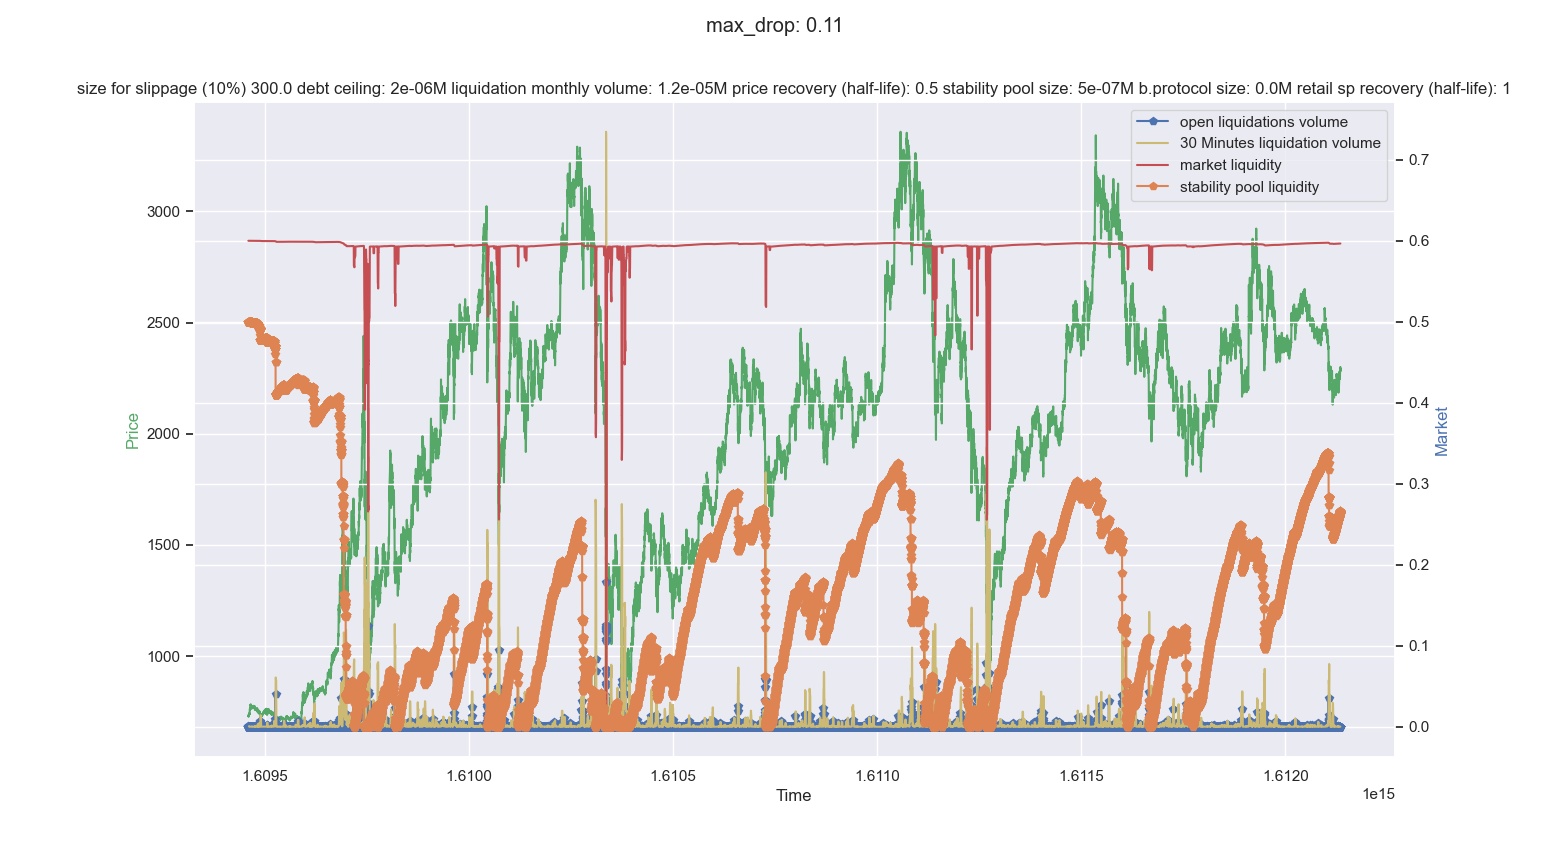 max_drop: 0.11
size for slippage (10%) 300.0 debt ceiling: 2e-06M liquidation monthly volume: 1.2e-05M price recovery (half-life): 0.5 stability pool size: 5e-07M b.protocol size: 0.0M retail sp recovery (half-life): 1
open liquidations volume
30 Minutes liquidation volume
market liquidity
stability pool liquidity
3000
2500
2000
1500
1000
Price
0.7
0.6
0.5
0.4
0.3
0.2
0.1
0.0
Market
1.6095 1.6100 1.6105 1.6110 1.6115 1.6120
1e15
Time